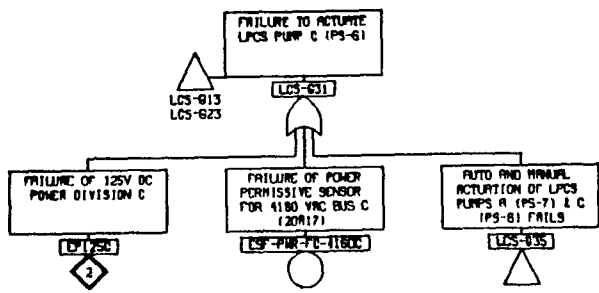 FAILURE TO ACTUATE
LPCS PUMP C (PS-6)
LCS-G13
LCS-G23
LCS-G31
FAILURE OF 125V DC
POWER DIVISION C
FAILURE OF POWER
PERMISSIVE SENSOR
FOR 4160 VAC BUS C
(20A17)
AUTO AND MANUAL
ACTUATION OF LPCS
PUMPS A (PS-7) & C
(PS-6) FAILS
ESF-PWR-FC-4160C
LCS-G35
2